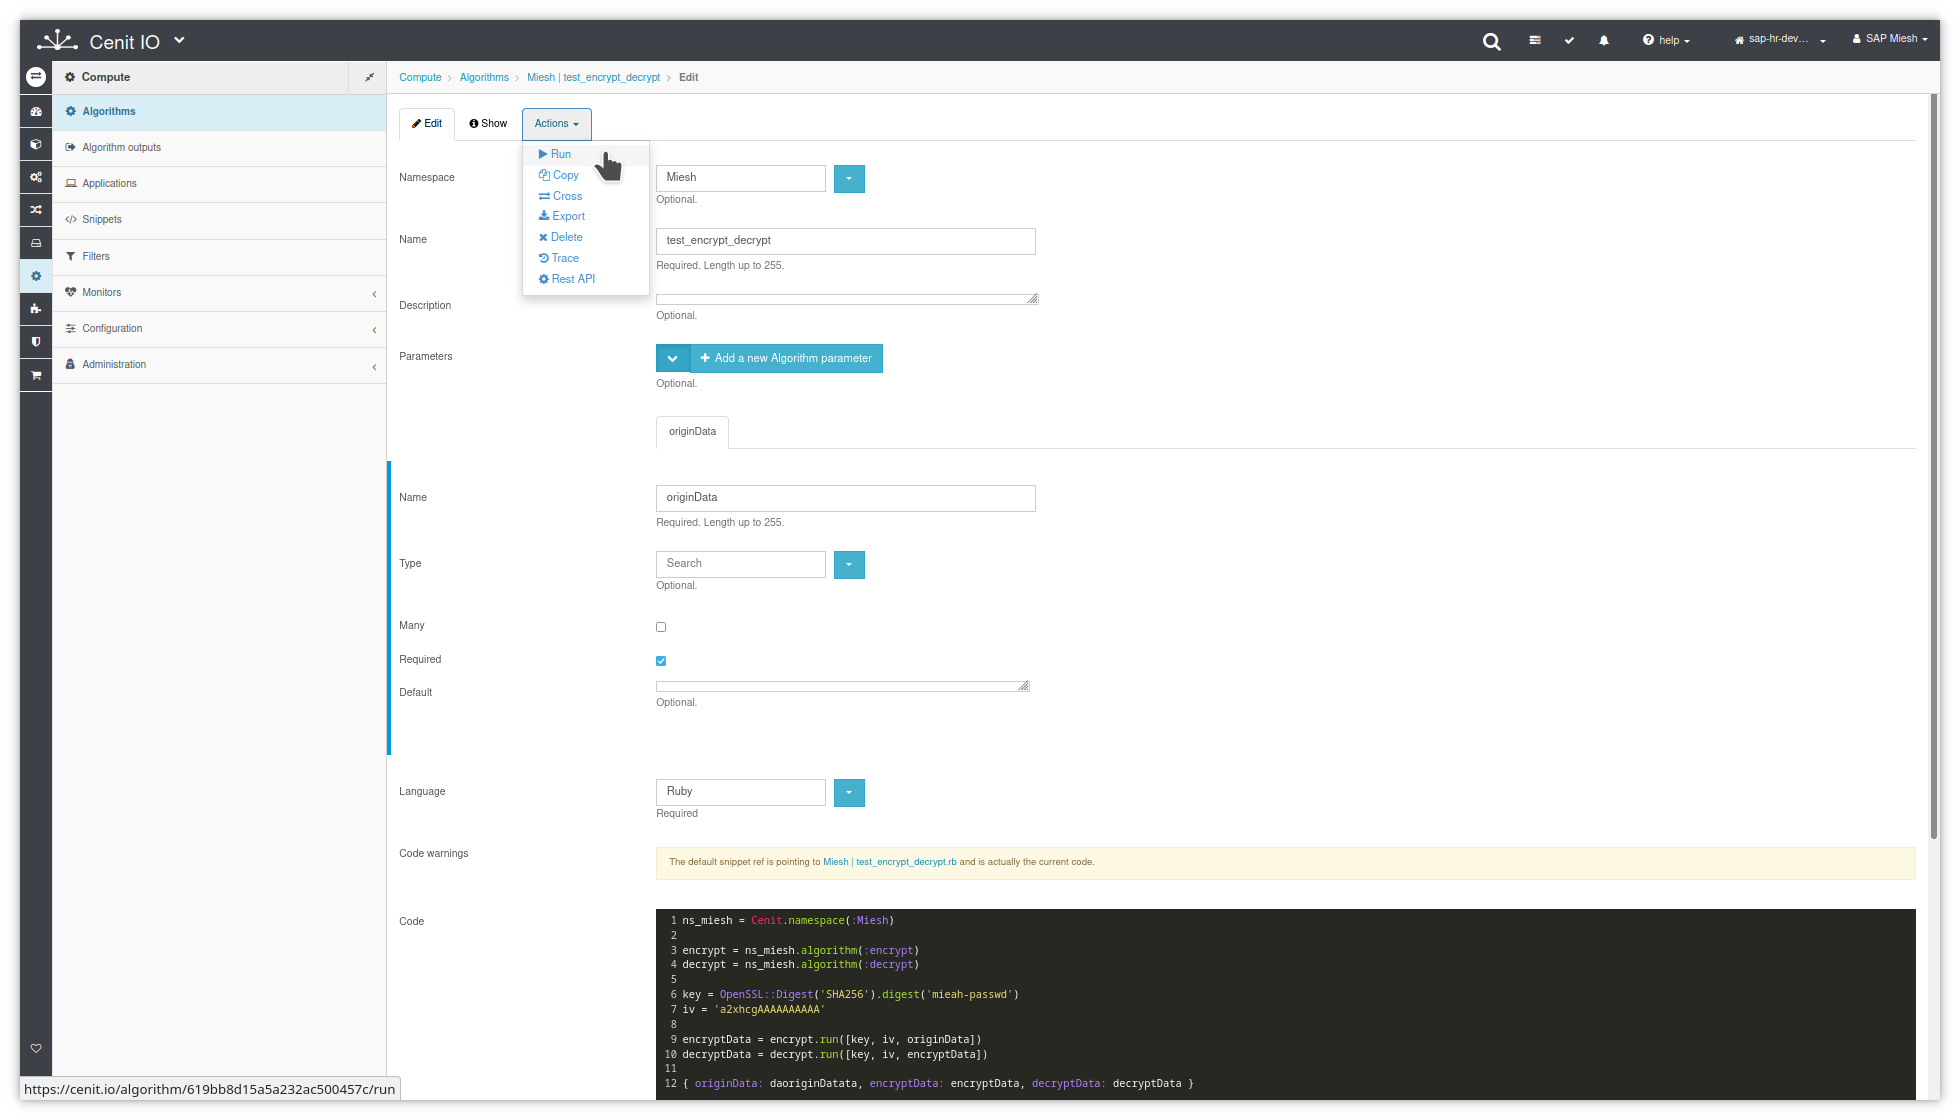 Cenit IO
help
sap-hr-dev...
SAP Miesh
Compute
Algorithms
Algorithm outputs
Applications
Snippets
Filters
Monitors
Configuration
Administration
Compute > Algorithms > Miesh | test_encrypt_decrypt > Edit
Edit Show Actions
Run
Copy
Cross
Export
Delete
Trace
Rest API
Namespace
Miesh
Optional.
Name
test_encrypt_decrypt
Required. Length up to 255.
Description
Optional.
Parameters
+ Add a new Algorithm parameter
Optional.
originData
Name
originData
Required. Length up to 255.
Type
Search
Optional.
Many
Required
Default
Optional.
Language
Ruby
Required
Code warnings
The default snippet ref is pointing to Miesh | test_encrypt_decrypt.rb and is actually the current code.
Code
1 ns_miesh = Cenit.namespace(:Miesh)
2
3 encrypt = ns_miesh.algorithm(:encrypt)
4 decrypt = ns_miesh.algorithm(:decrypt)
5
6 key = OpenSSL::Digest('SHA256').digest('mieah-passwd')
7 iv = 'a2xhcgAAAAAAAAAA'
8
9 encryptData = encrypt.run([key, iv, originData])
10 decryptData = decrypt.run([key, iv, encryptData])
11
12 { originData: daoriginDatata, encryptData: encryptData, decryptData: decryptData }
https://cenit.io/algorithm/619bb8d15a5a232ac500457c/run